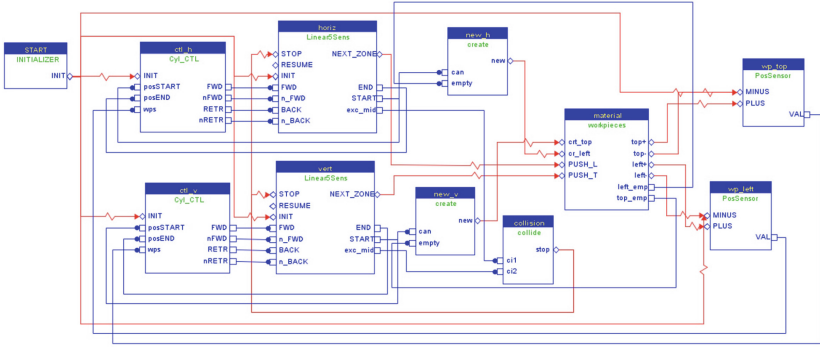 START
INITIALIZER
INIT
ctl_h
Cyl_CTL
INIT
posSTART
posEND
wps
FWD
nFWD
RETR
nRETR
horiz
Linear5Sens
STOP
RESUME
INIT
FWD
n_FWD
BACK
n_BACK
NEXT_ZONE
END
START
exc_mid
new_h
create
can
empty
new
ctl_v
Cyl_CTL
INIT
posSTART
posEND
wps
FWD
nFWD
RETR
nRETR
vert
Linear5Sens
STOP
RESUME
INIT
FWD
n_FWD
BACK
n_BACK
NEXT_ZONE
END
START
exc_mid
new_v
create
can
empty
new
collision
collide
ci1
ci2
stop
material
workpieces
crt_top
cr_left
PUSH_L
PUSH_T
top+
top-
left+
left-
left_emp
top_emp
wp_top
PosSensor
MINUS
PLUS
VAL
wp_left
PosSensor
MINUS
PLUS
VAL